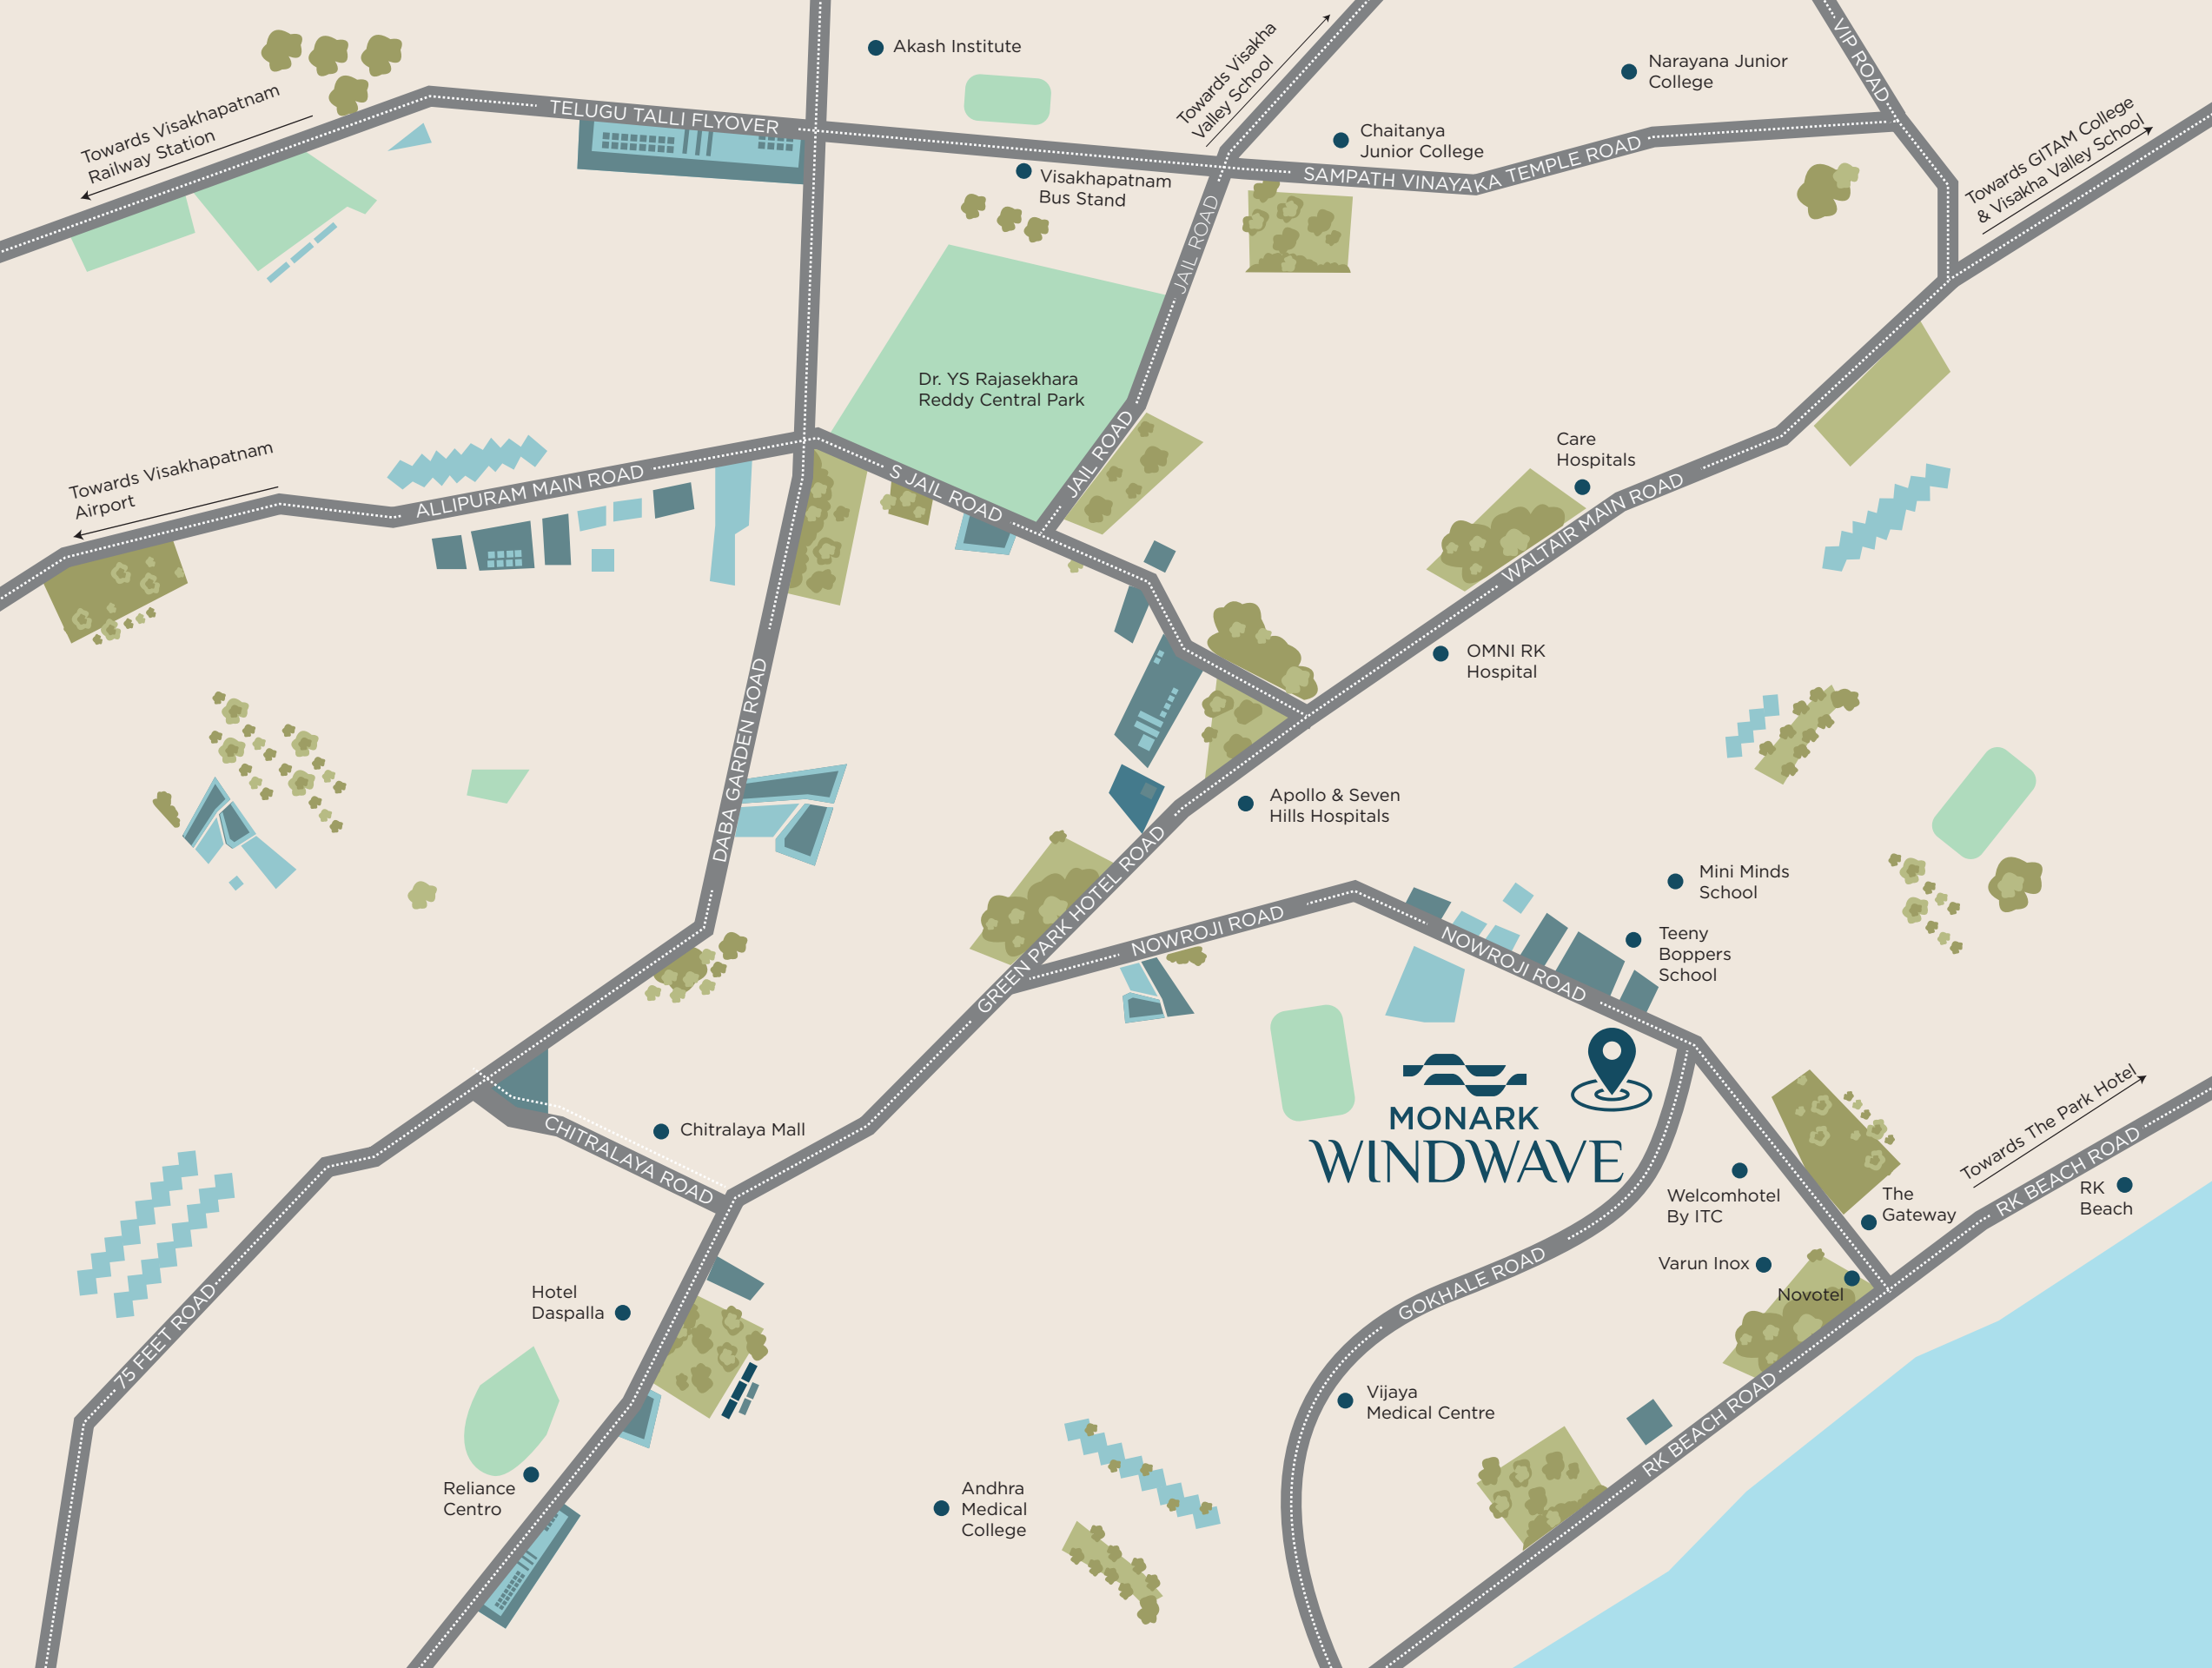 Akash Institute
Towards Visakha
Valley School
VIP ROAD
Narayana Junior
College
Towards Visakhapatnam
Railway Station
TELUGU TALLI FLYOVER
Chaitanya
Junior College
Towards GITAM College
& Visakha Valley School
SAMPATH VINAYAKA TEMPLE ROAD
Visakhapatnam
Bus Stand
JAIL ROAD
Dr. YS Rajasekhara
Reddy Central Park
JAIL ROAD
Care
Hospitals
Towards Visakhapatnam
Airport
ALLIPURAM MAIN ROAD
S JAIL ROAD
WALTAIR MAIN ROAD
OMNI RK
Hospital
DABA GARDEN ROAD
Apollo & Seven
Hills Hospitals
GREEN PARK HOTEL ROAD
Mini Minds
School
NOWROJI ROAD
NOWROJI ROAD
Teeny
Boppers
School
MONARK
WINDWAVE
Chitralaya Mall
CHITRALAYA ROAD
Towards The Park Hotel
RK BEACH ROAD
RK
Beach
Welcomhotel
By ITC
The
Gateway
Varun Inox
Novotel
GOKHALE ROAD
Hotel
Daspalla
75 FEET ROAD
Vijaya
Medical Centre
RK BEACH ROAD
Reliance
Centro
Andhra
Medical
College